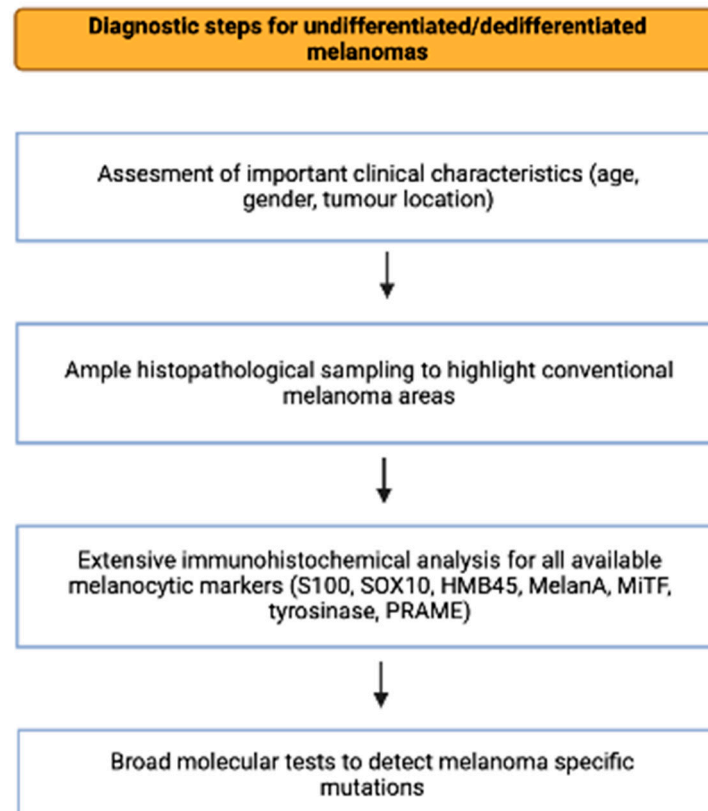 Diagnostic steps for undifferentiated/dedifferentiated
melanomas
Assesment of important clinical characteristics (age,
gender, tumour location)
Ample histopathological sampling to highlight conventional
melanoma areas
Extensive immunohistochemical analysis for all available
melanocytic markers (S100, SOX10, HMB45, MelanA, MiTF,
tyrosinase, PRAME)
Broad molecular tests to detect melanoma specific
mutations